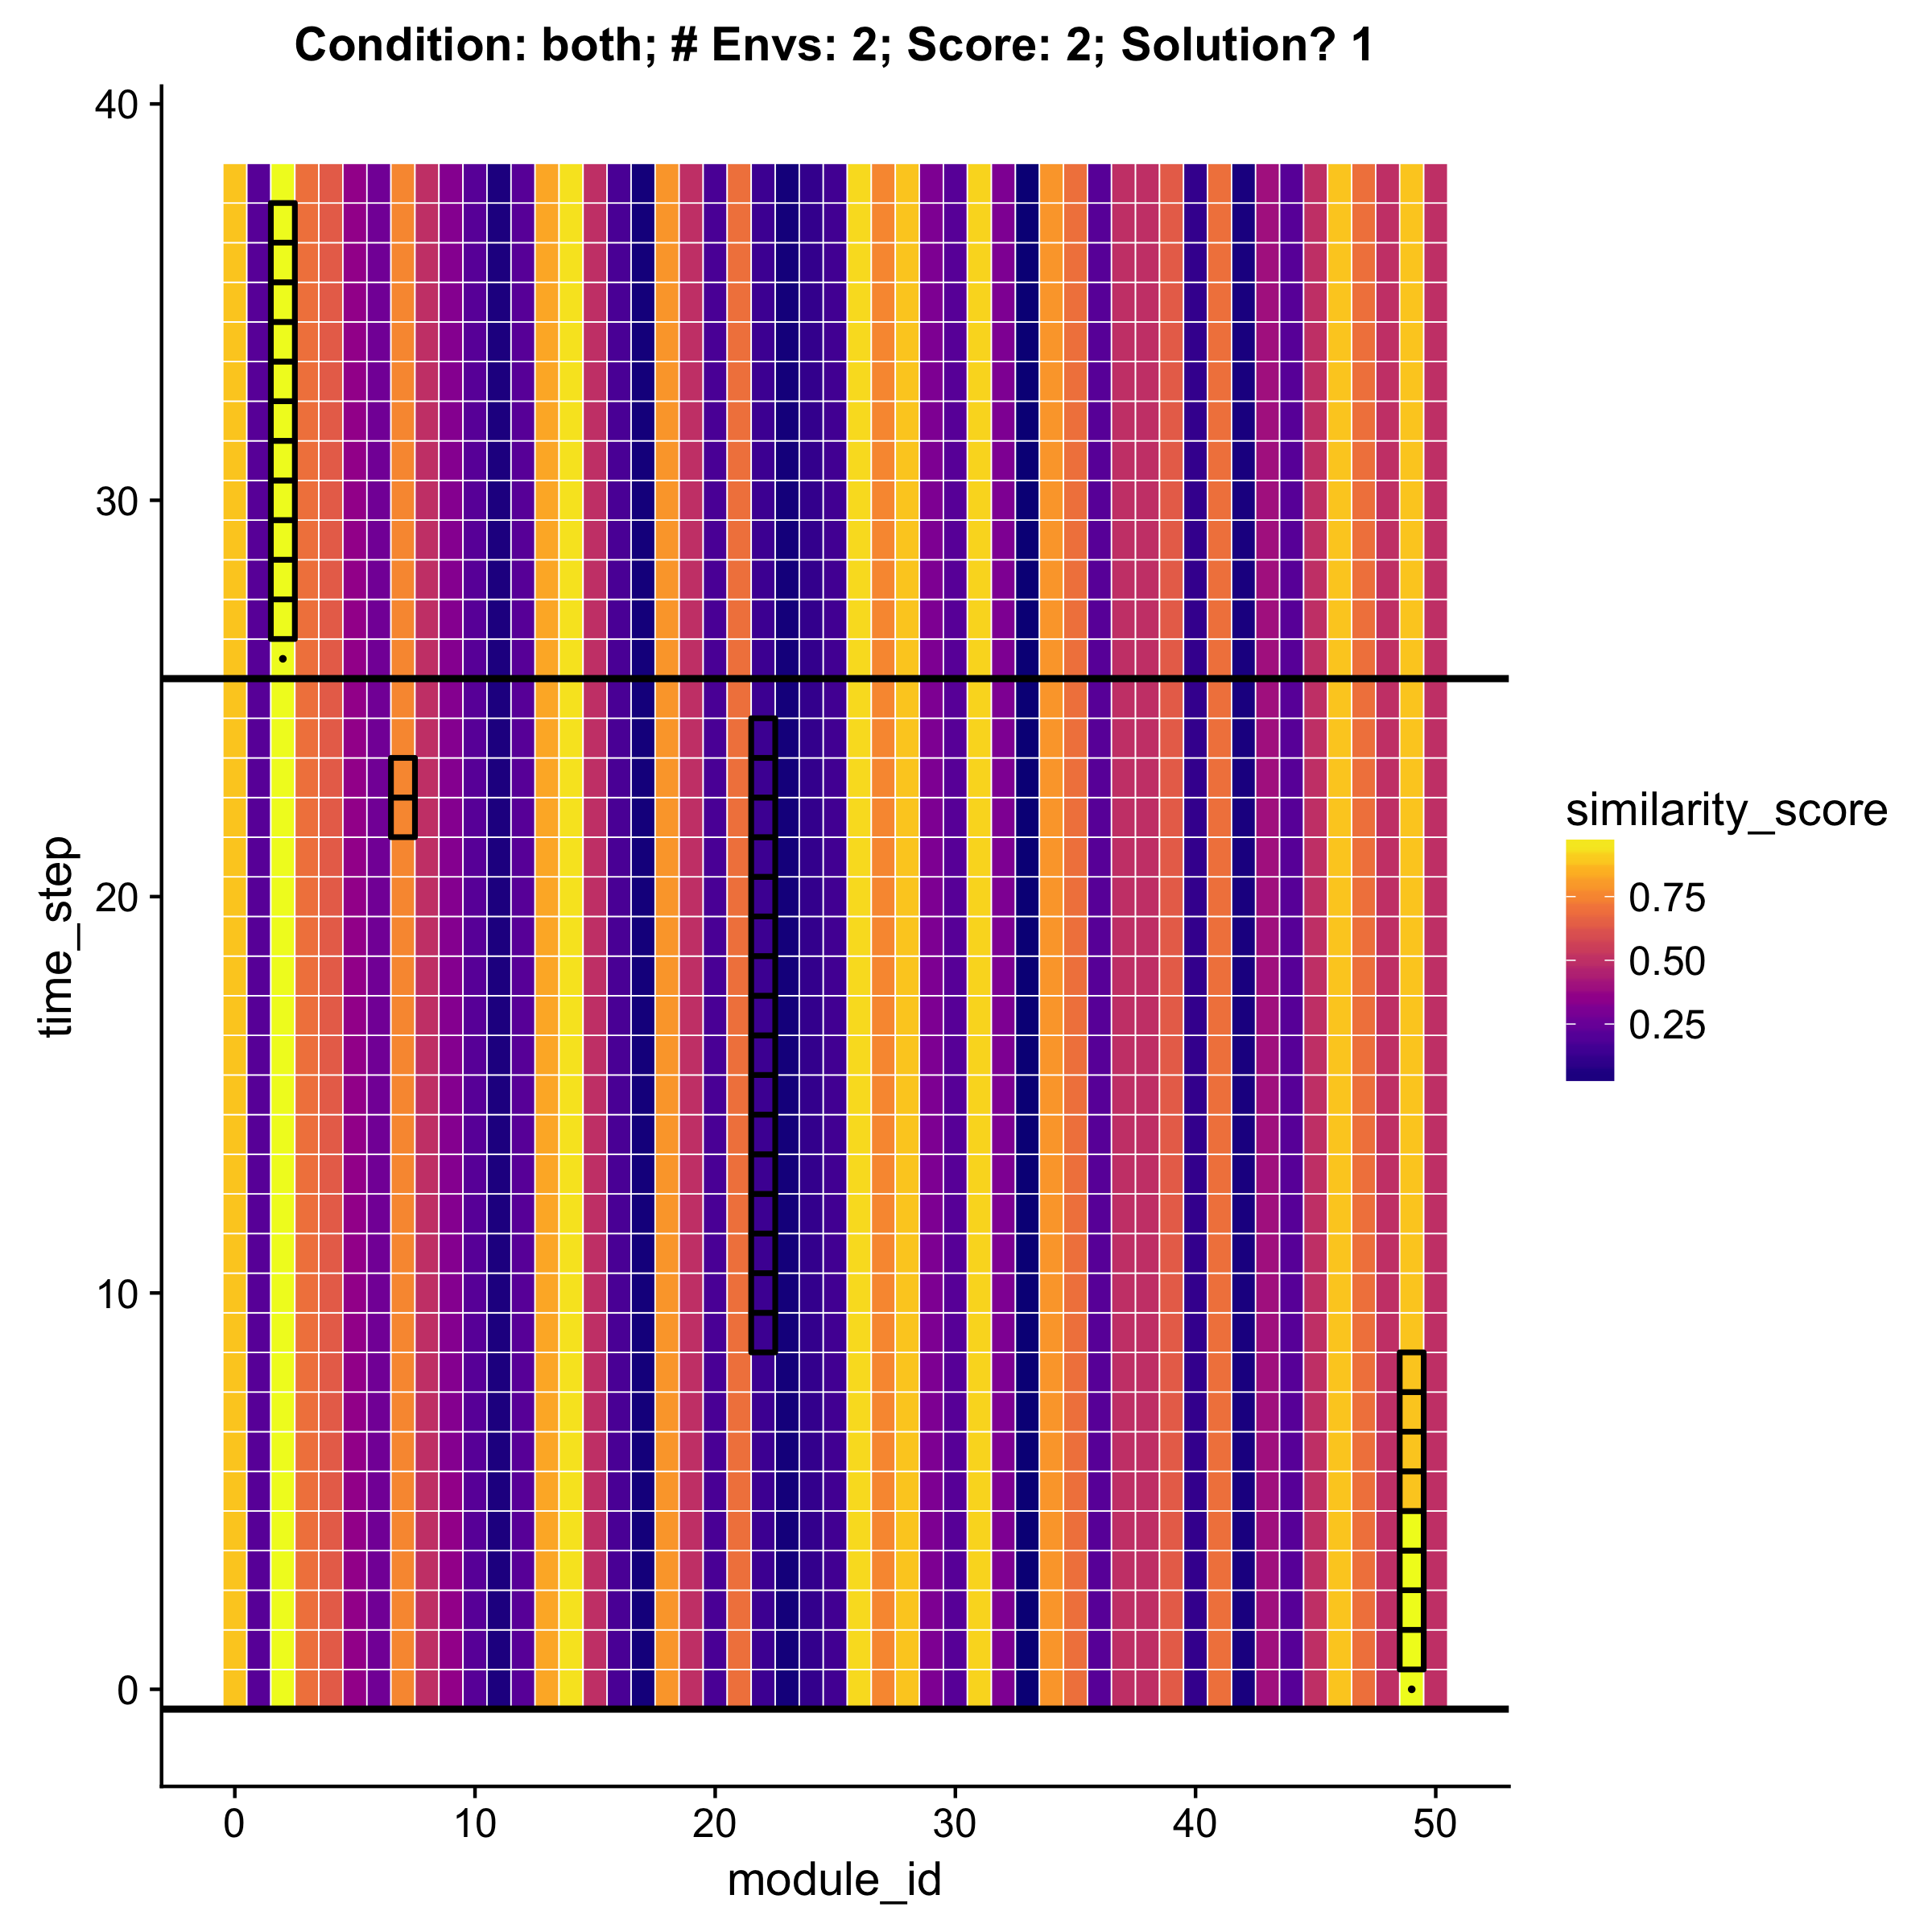 Condition: both; # Envs: 2; Score: 2; Solution? 1
40
30
20
10
0
time_step
0 10 20 30 40 50
module_id
similarity_score
0.75
0.50
0.25